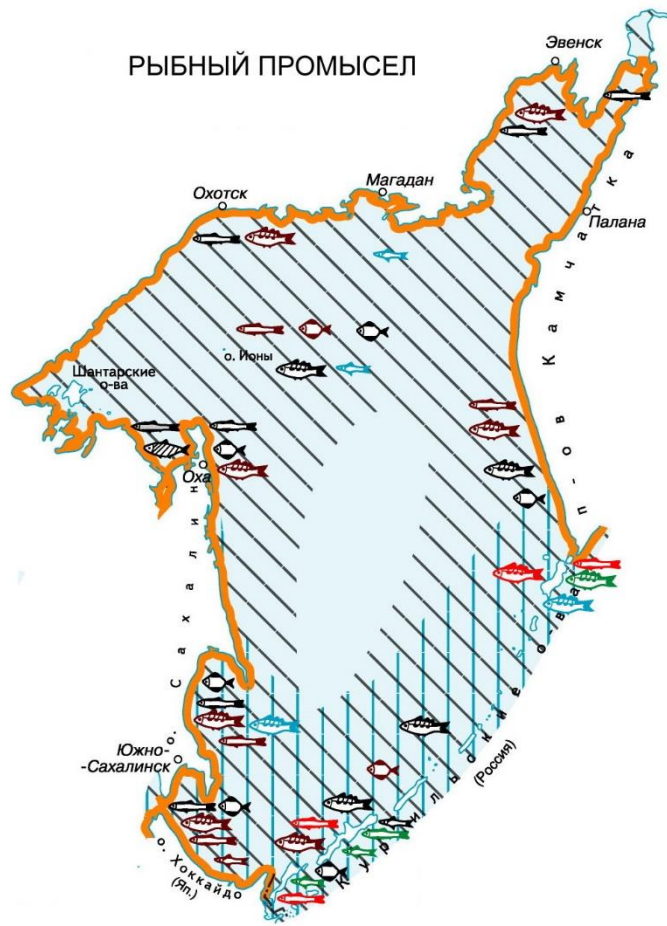 РЫБНЫЙ ПРОМЫСЕЛ
Эвенск
Магадан
Охотск
Палана
п-ов Камчатка
о. Ионы
Шантарские
о-ва
Оха
о. Сахалин
Южно-
-Сахалинск
Курильские о-ва
(Россия)
о. Хоккайдо
(Яп.)